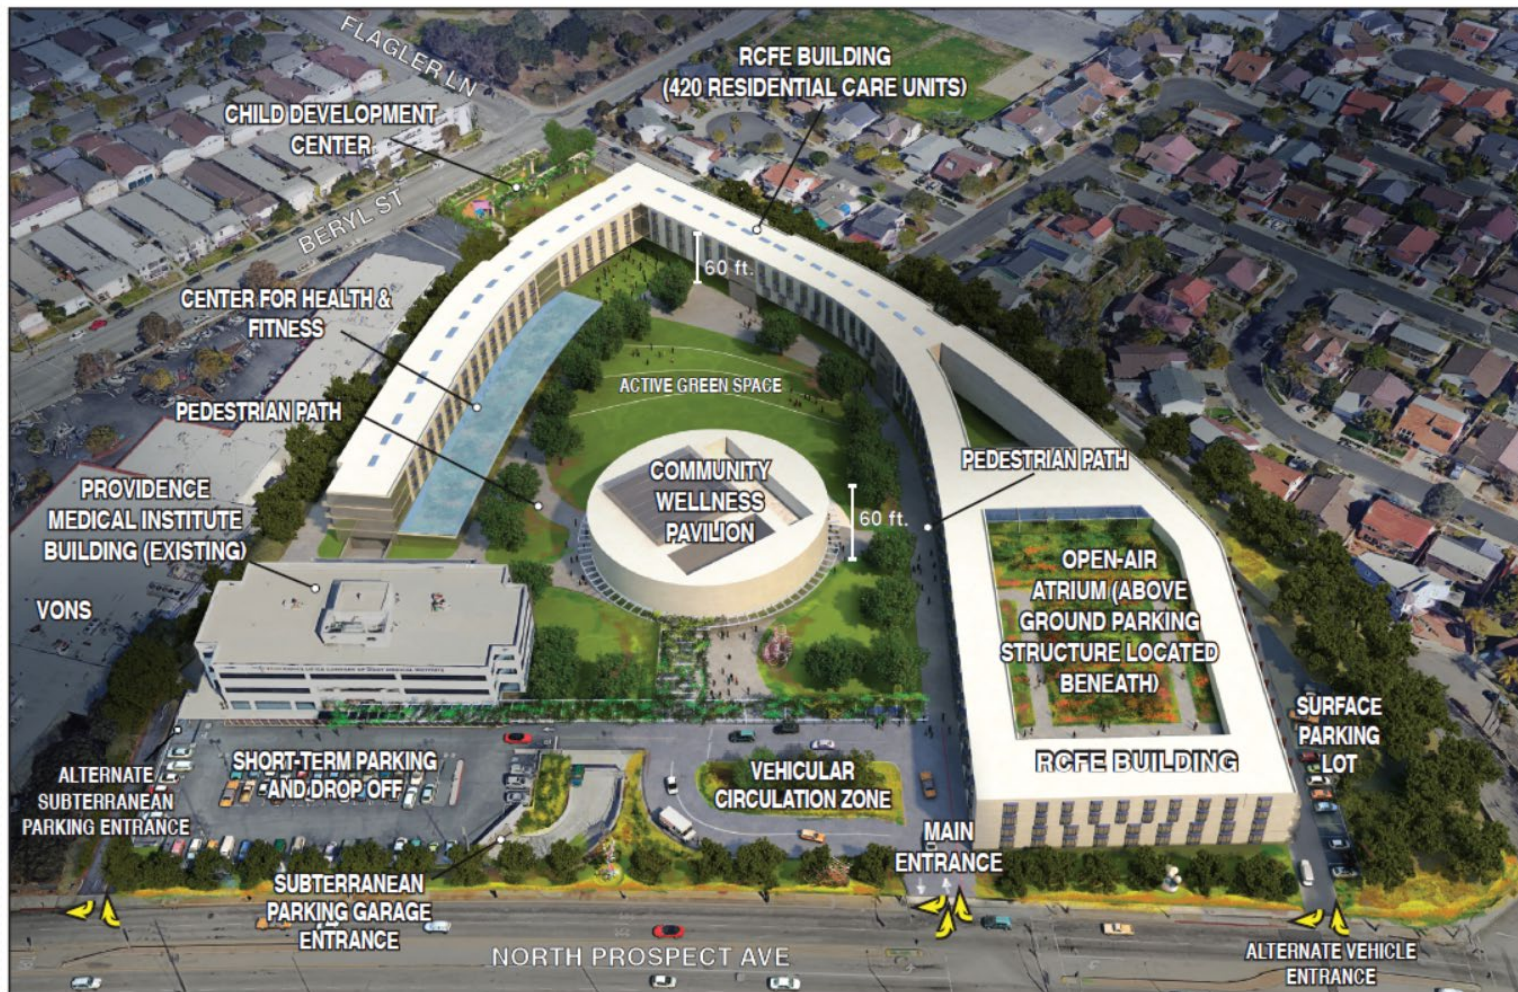 FLAGLER LN
RCFE BUILDING
(420 RESIDENTIAL CARE UNITS)
CHILD DEVELOPMENT
CENTER
BERYL ST
60 ft.
CENTER FOR HEALTH &
FITNESS
ACTIVE GREEN SPACE
PEDESTRIAN PATH
PEDESTRIAN PATH
COMMUNITY
WELLNESS
PAVILION
60 ft.
PROVIDENCE
MEDICAL INSTITUTE
BUILDING (EXISTING)
VONS
OPEN-AIR
ATRIUM (ABOVE
GROUND PARKING
STRUCTURE LOCATED
BENEATH)
SURFACE
PARKING
LOT
RCFE BUILDING
SHORT-TERM PARKING
AND DROP OFF
VEHICULAR
CIRCULATION ZONE
ALTERNATE
SUBTERRANEAN
PARKING ENTRANCE
MAIN
ENTRANCE
SUBTERRANEAN
PARKING GARAGE
ENTRANCE
NORTH PROSPECT AVE
ALTERNATE VEHICLE
ENTRANCE